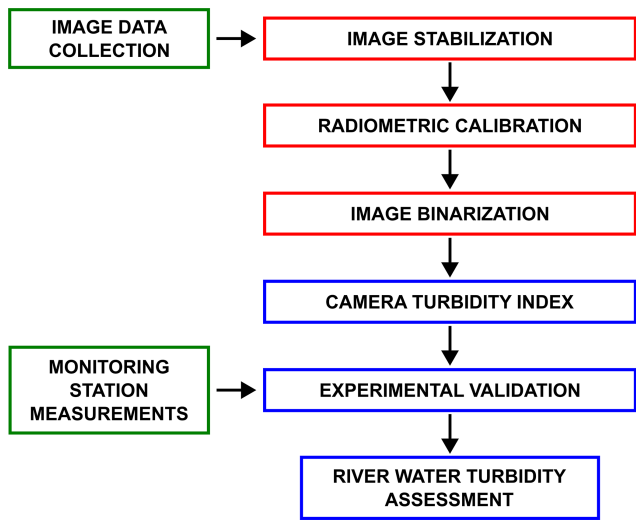 IMAGE DATA
COLLECTION
IMAGE STABILIZATION
RADIOMETRIC CALIBRATION
IMAGE BINARIZATION
CAMERA TURBIDITY INDEX
MONITORING
STATION
MEASUREMENTS
EXPERIMENTAL VALIDATION
RIVER WATER TURBIDITY
ASSESSMENT